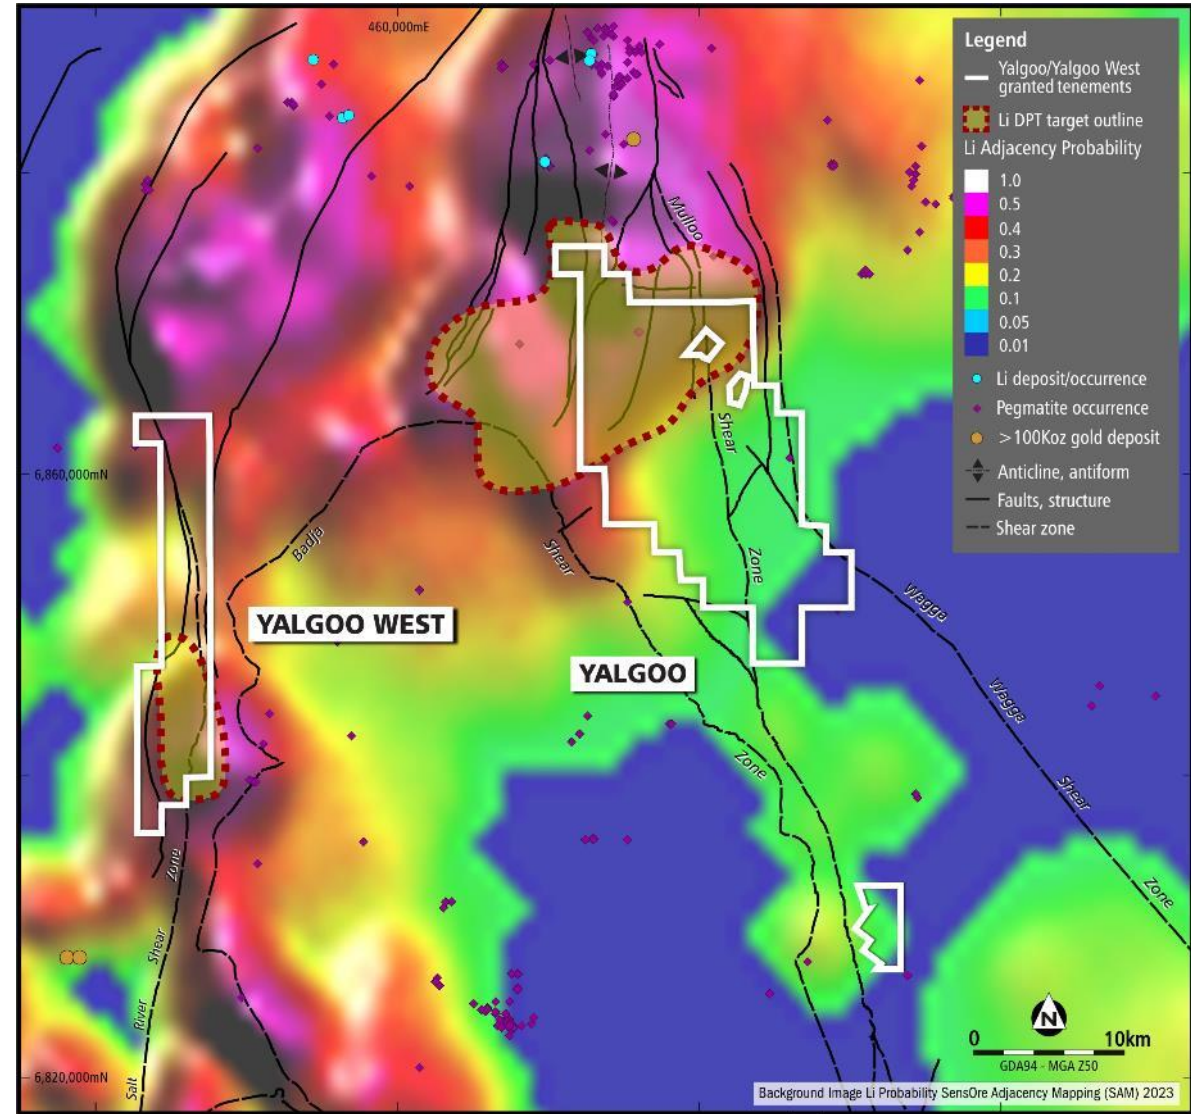 460,000mE
Legend
Yalgoo/Yalgoo West
granted tenements
Li DPT target outline
Li Adjacency Probability
1.0
0.5
0.4
0.3
0.2
0.1
0.05
0.01
Li deposit/occurrence
Pegmatite occurrence
>100Koz gold deposit
Anticline, antiform
Faults, structure
Shear zone
Mulloo
Shear
Zone
6,860,000mN
Badja
Shear
Zone
YALGOO WEST
YALGOO
Wagga
Wagga
Shear
Zone
Zone
Shear
River
Salt
6,820,000mN
N
0 10km
GDA94 - MGA Z50
Background Image Li Probability SensOre Adjacency Mapping (SAM) 2023